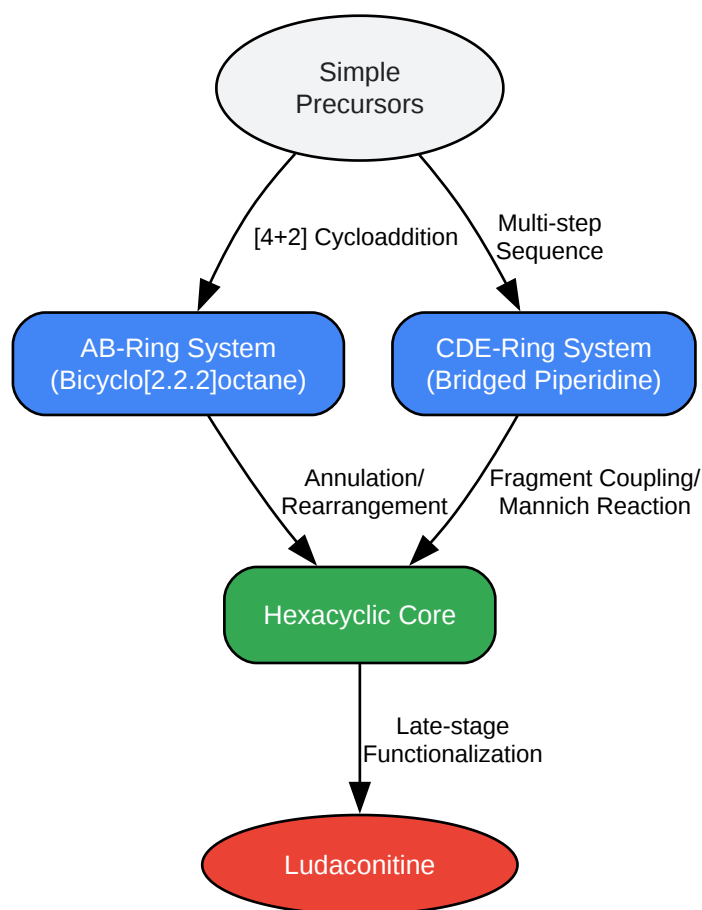 Simple
Precursors
[4+2] Cycloaddition
Multi-step
Sequence
AB-Ring System
(Bicyclo[2.2.2]octane)
CDE-Ring System
(Bridged Piperidine)
Annulation/
Rearrangement
Fragment Coupling/
Mannich Reaction
Hexacyclic Core
Late-stage
Functionalization
Ludaconitine